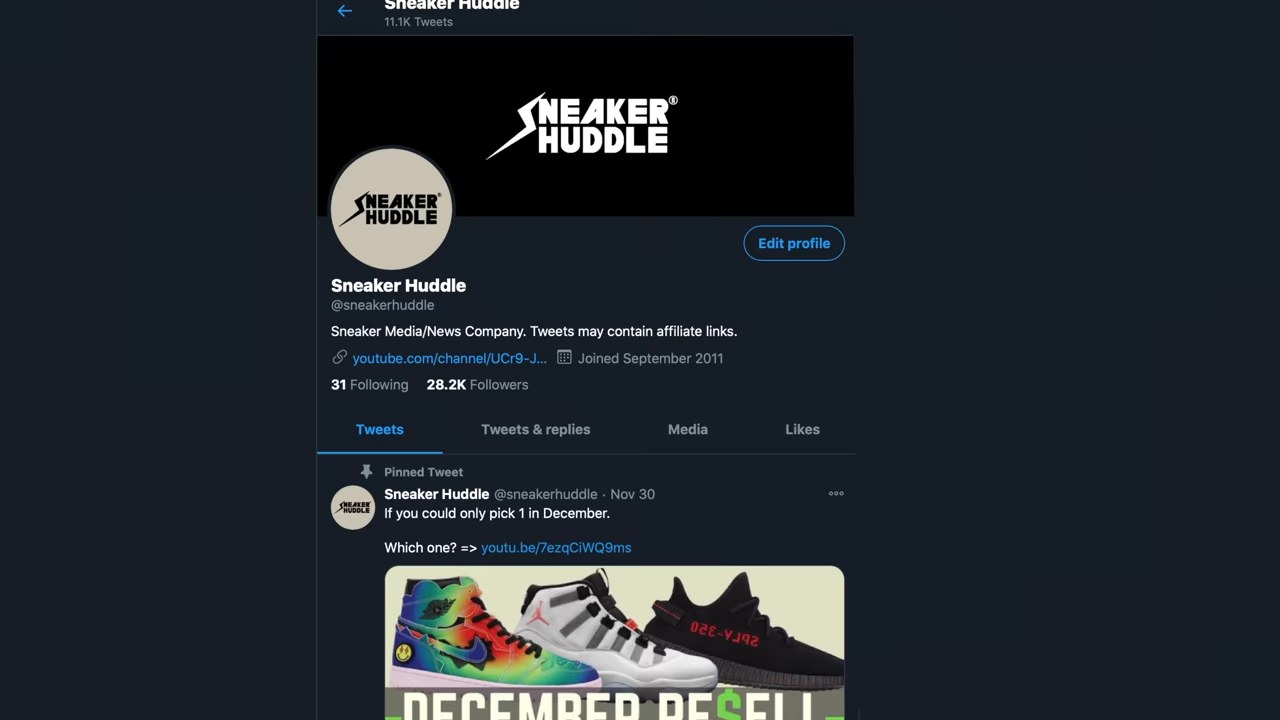 Sneaker Huddle
11.1K Tweets
SNEAKER®
HUDDLE
SNEAKER®
HUDDLE
Edit profile
Sneaker Huddle
@sneakerhuddle
Sneaker Media/News Company. Tweets may contain affiliate links.
youtube.com/channel/UCr9-J... Joined September 2011
31 Following 28.2K Followers
Tweets Tweets & replies Media Likes
Pinned Tweet
SNEAKER
HUDDLE
Sneaker Huddle @sneakerhuddle · Nov 30
If you could only pick 1 in December.
Which one? => youtu.be/7ezqCiWQ9ms
SPLY-350
DECEMBER RE$ELL